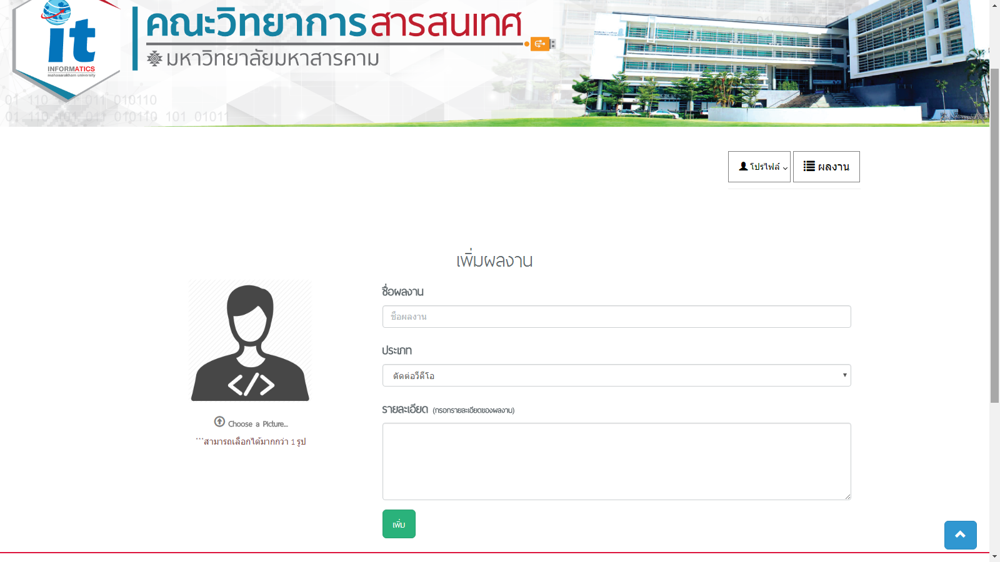 it
INFORMATICS
mahasarakham university
คณะวิทยาการสารสนเทศ
มหาวิทยาลัยมหาสารคาม
01 110 101 011 010110
01 110 101 011 010110 101 01011
โปรไฟล์
ผลงาน
เพิ่มผลงาน
ชื่อผลงาน
ชื่อผลงาน
ประเภท
ตัดต่อวีดีโอ
รายละเอียด (กรอกรายละเอียดของผลงาน)
Choose a Picture...
***สามารถเลือกได้มากกว่า 1 รูป
</>
เพิ่ม